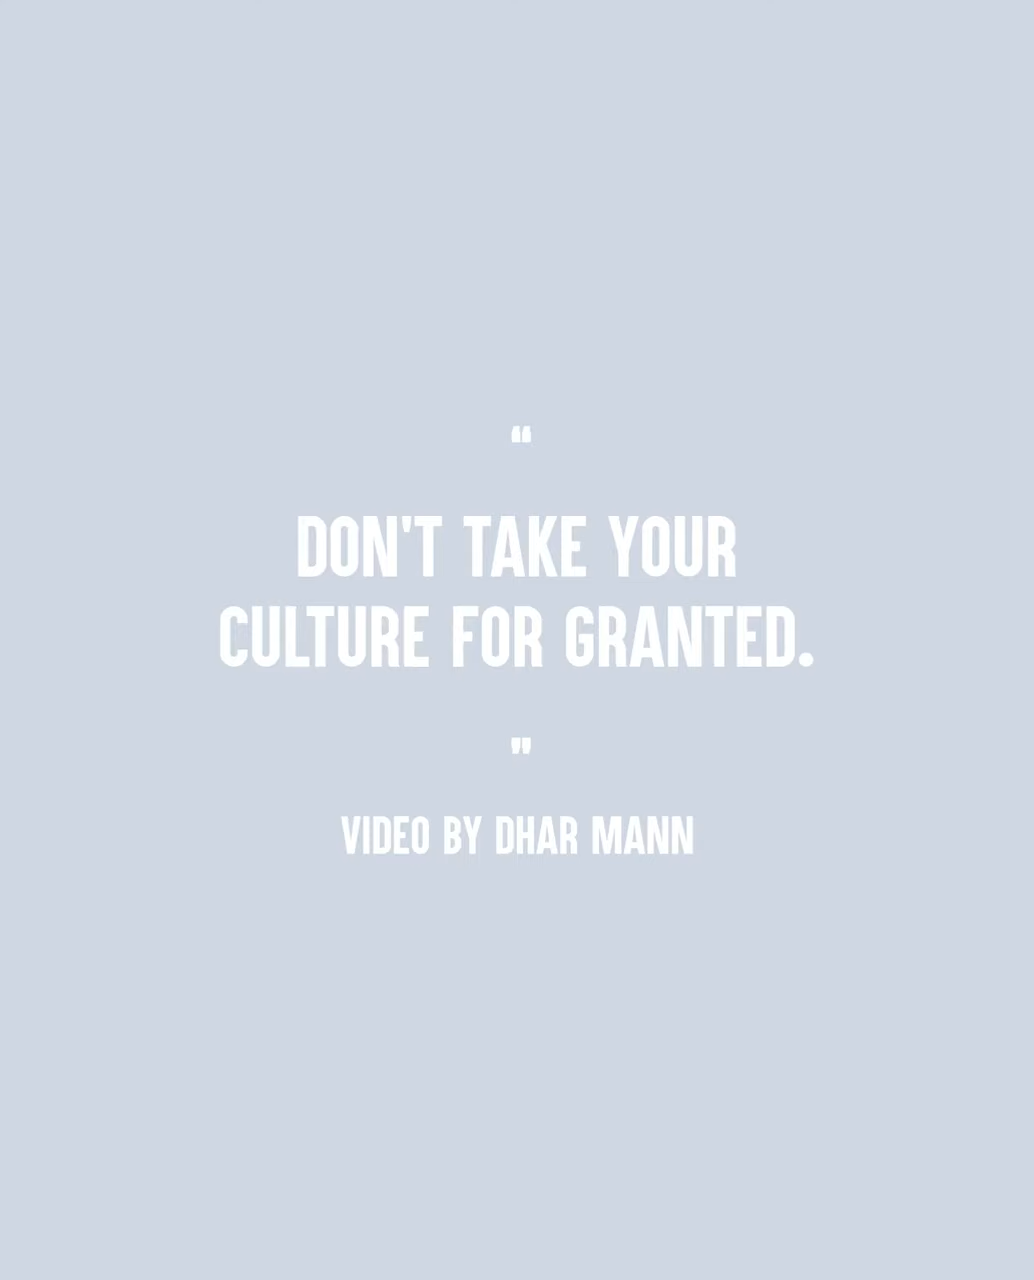 “
DON'T TAKE YOUR
CULTURE FOR GRANTED.
”
VIDEO BY DHAR MANN